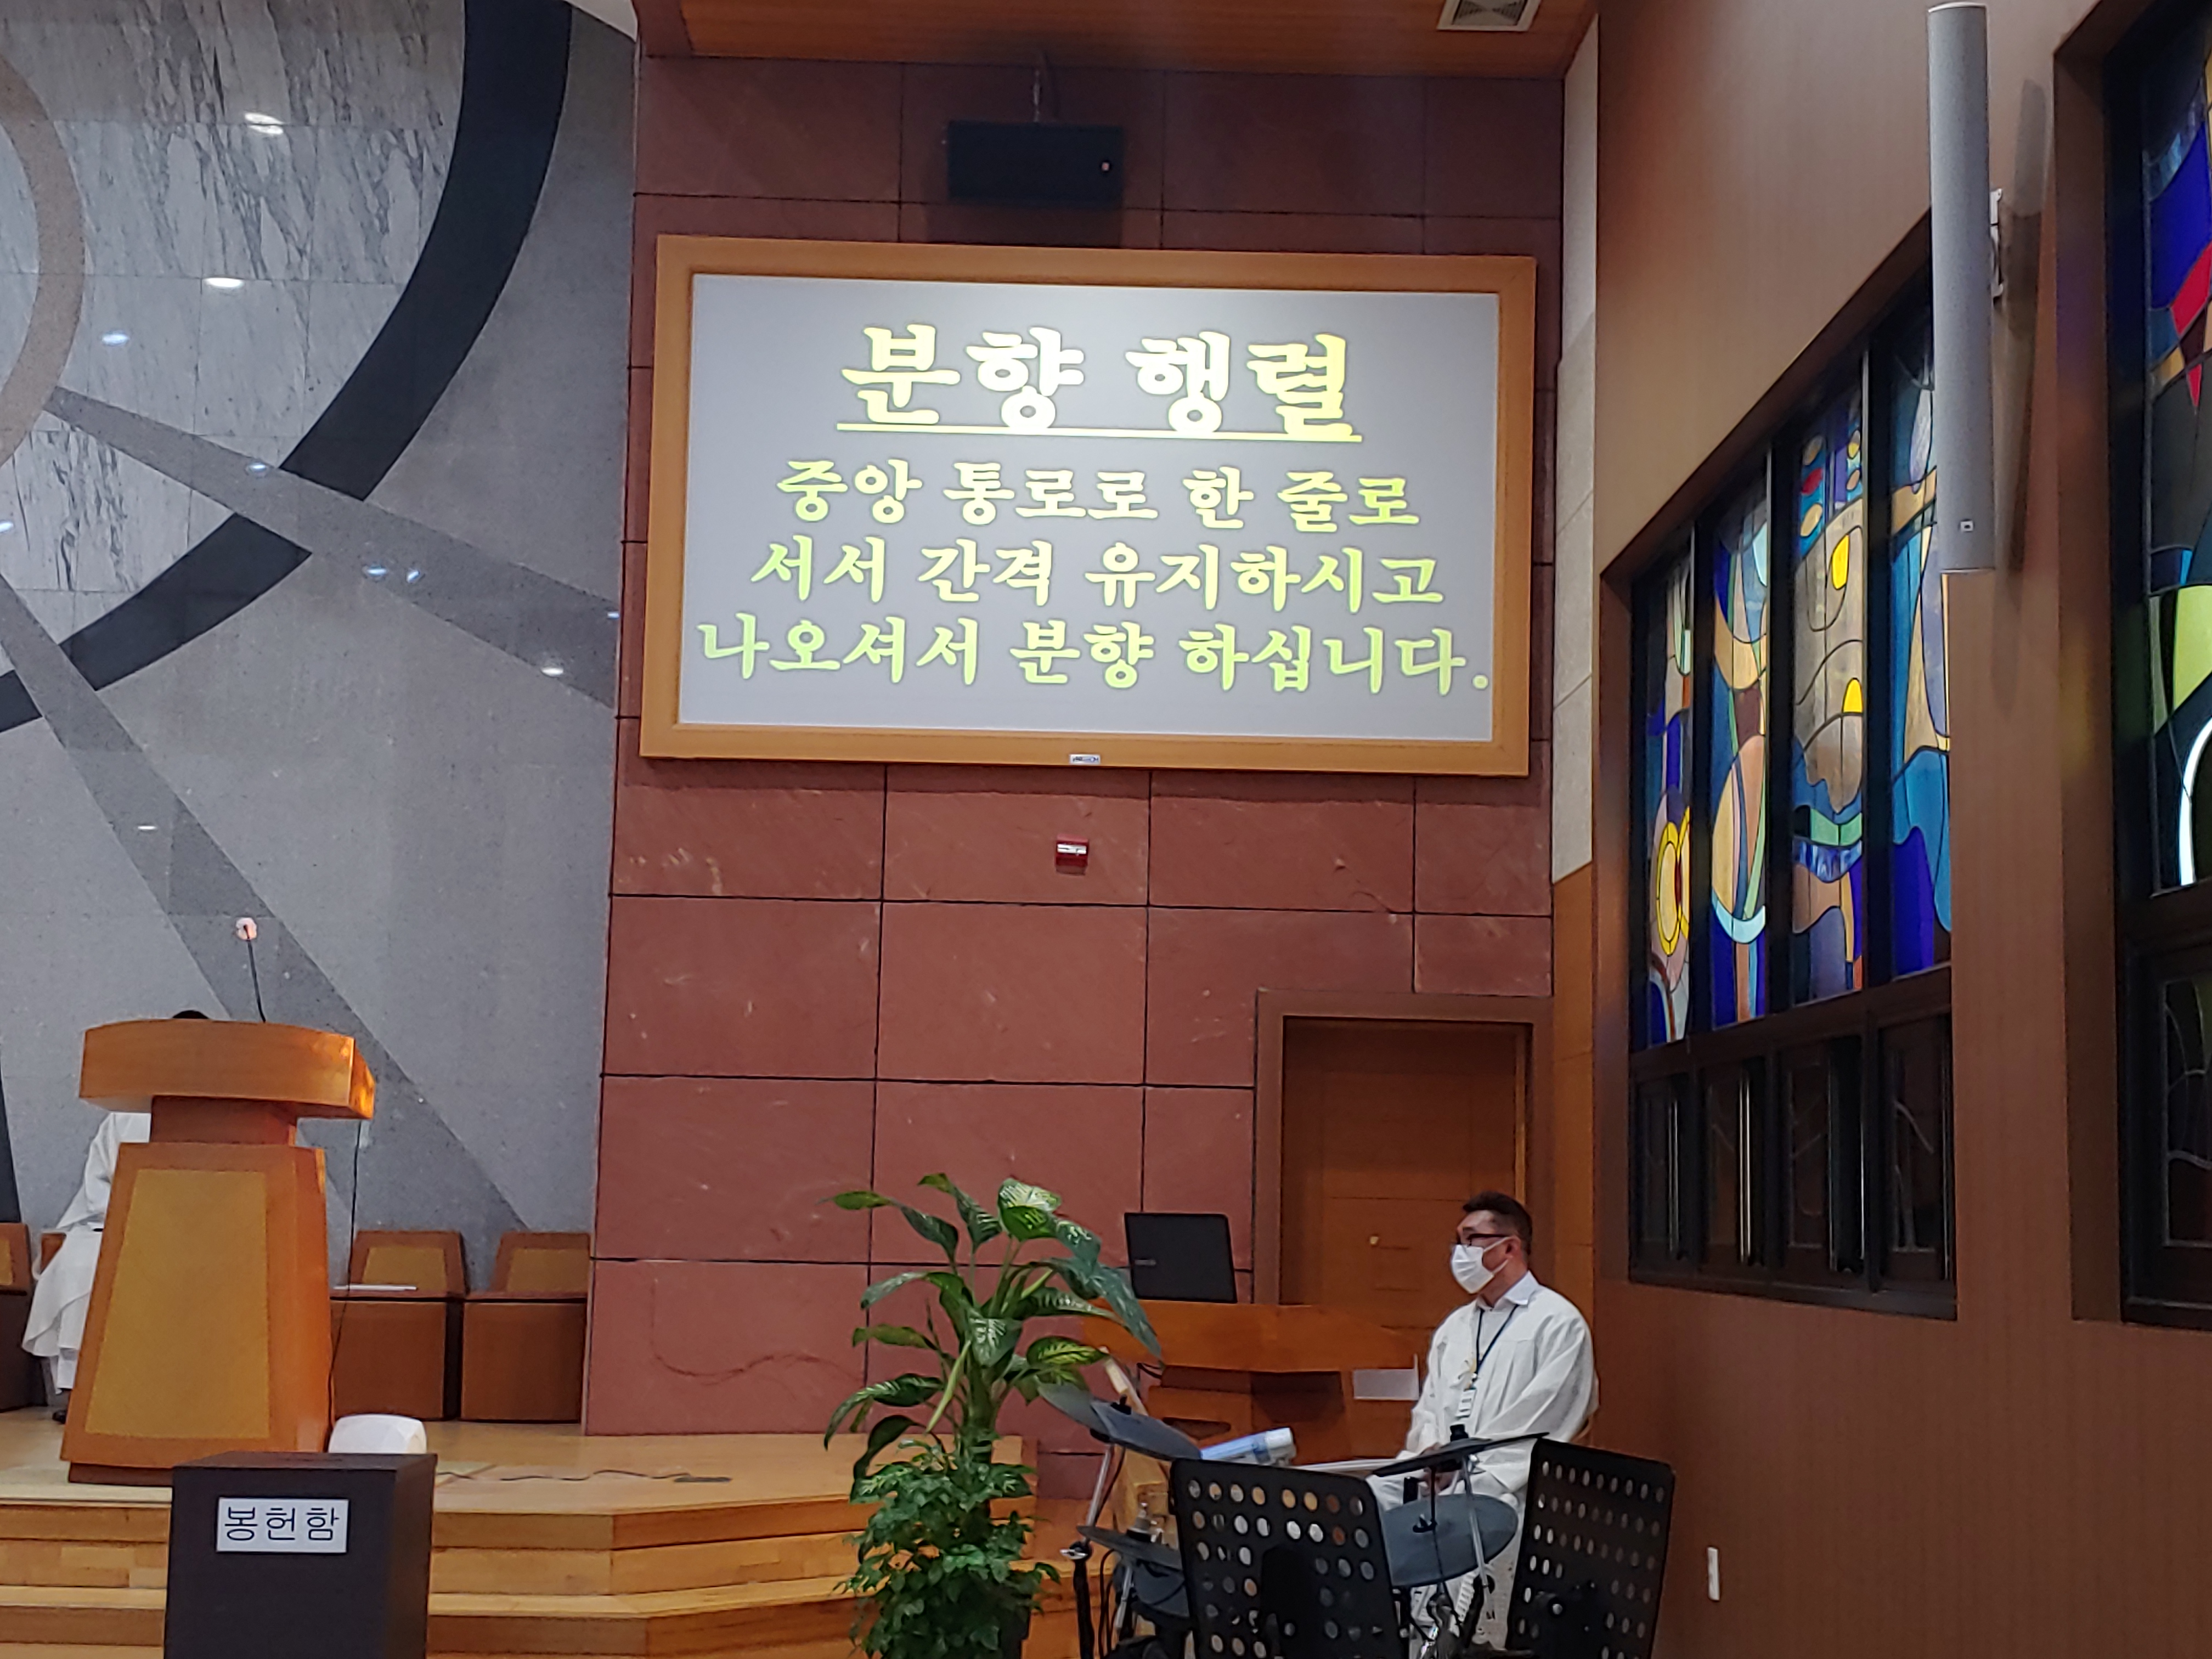 분향 행렬
중앙 통로로 한 줄로
서서 간격 유지하시고
나오셔서 분향 하십니다.
봉헌함